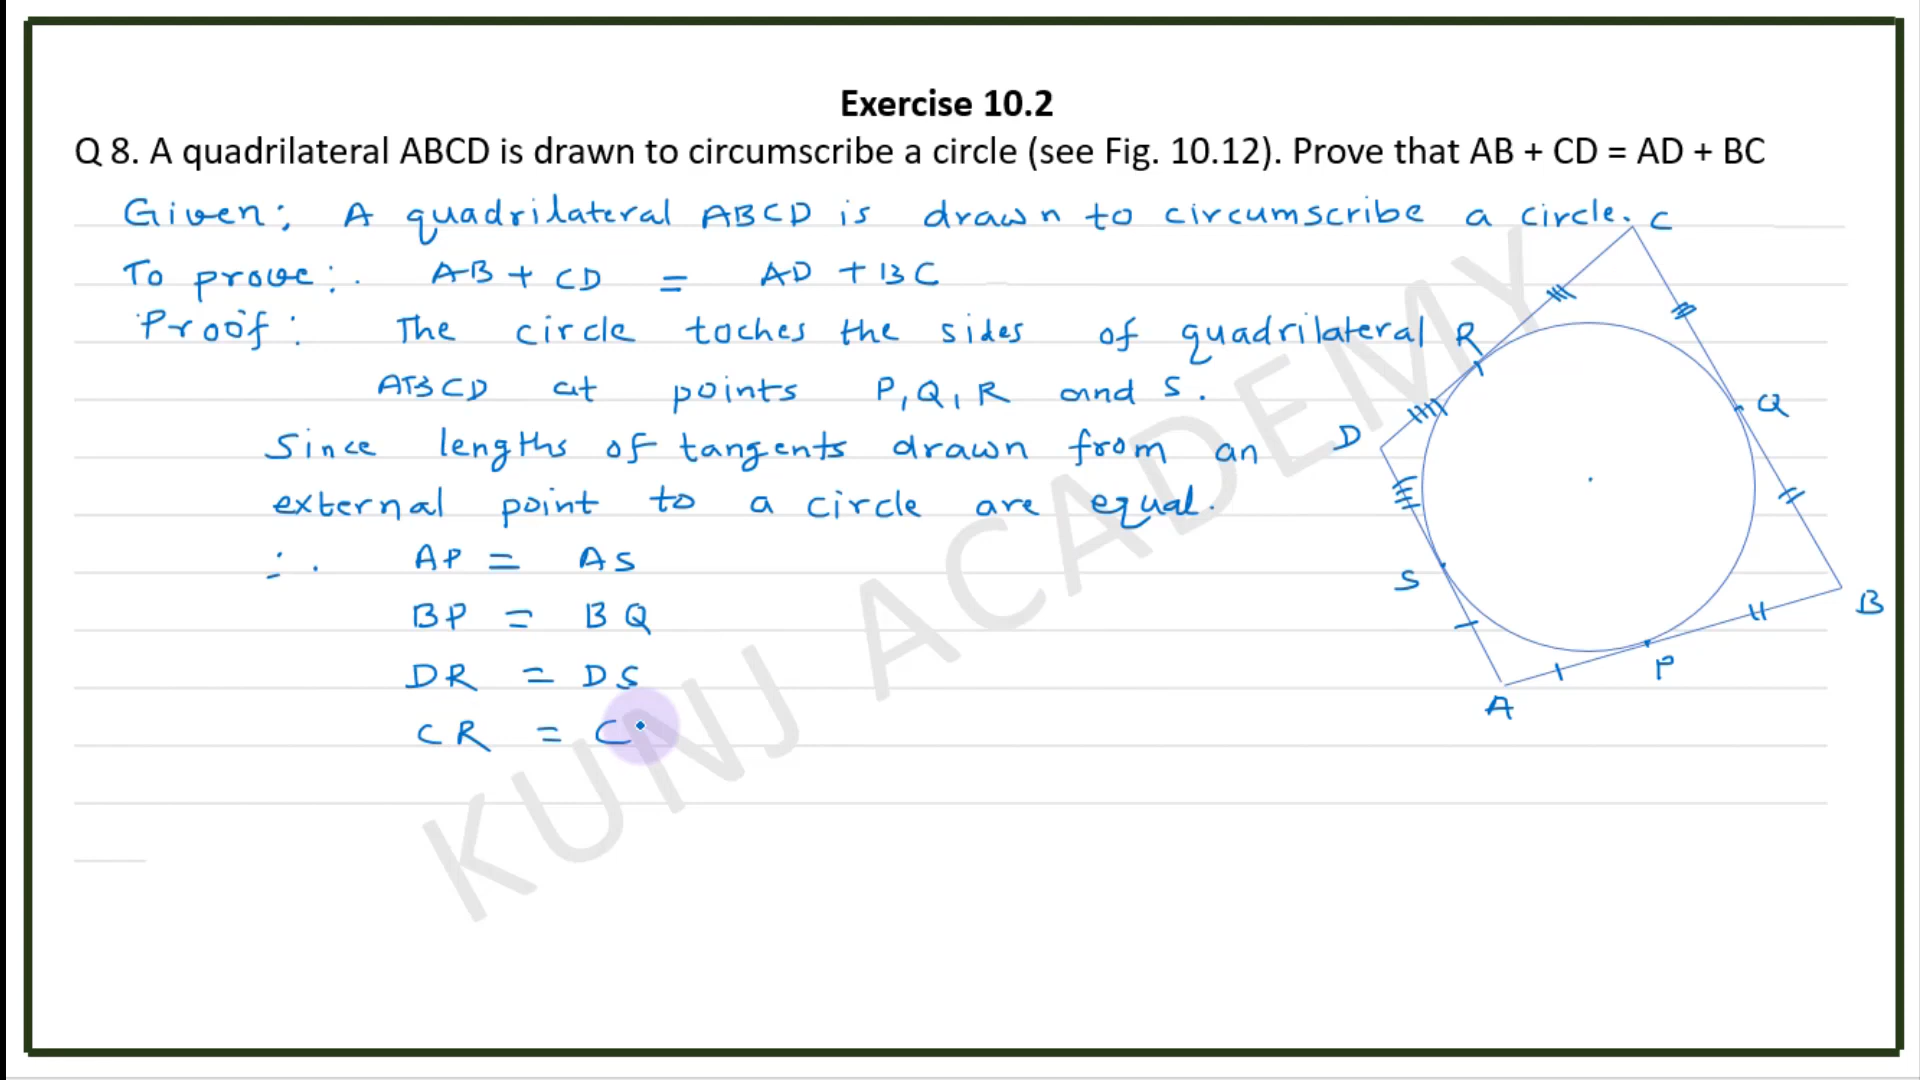 Exercise 10.2
Q 8. A quadrilateral ABCD is drawn to circumscribe a circle (see Fig. 10.12). Prove that AB + CD = AD + BC
Given: A quadrilateral ABCD is drawn to circumscribe a circle.
To prove: AB + CD = AD + BC
Proof: The circle toches the sides of quadrilateral
ABCD at points P, Q, R and S.
Since lengths of tangents drawn from an
external point to a circle are equal.
∴ AP = AS
BP = BQ
DR = DS
CR = C
C
R
Q
D
S
B
P
A
KUNJ ACADEMY